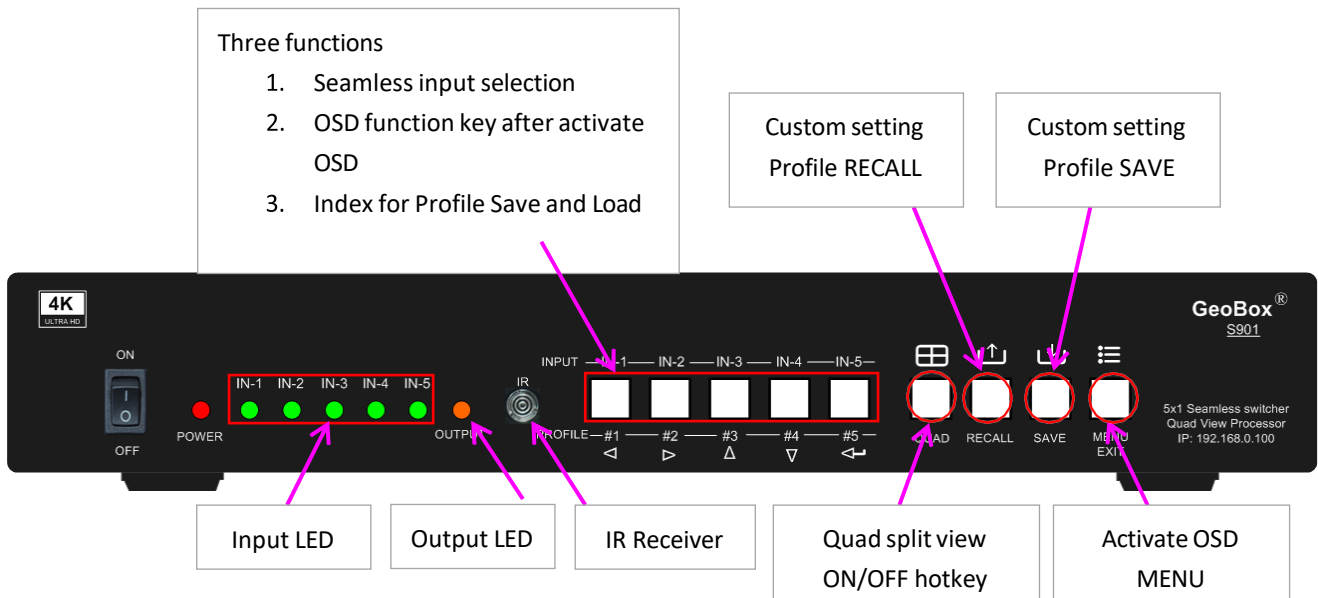 Three functions
1. Seamless input selection
2. OSD function key after activate
OSD
3. Index for Profile Save and Load
Custom setting
Profile RECALL
Custom setting
Profile SAVE
4K
ULTRA HD
GeoBox®
S901
ON
INPUT IN-1 IN-2 IN-3 IN-4 IN-5
IN-1 IN-2 IN-3 IN-4 IN-5
IR
I
O
5x1 Seamless switcher
Quad View Processor
IP: 192.168.0.100
POWER
OUTPUT
PROFILE #1 #2 #3 #4 #5
QUAD RECALL SAVE MENU
EXIT
OFF
Input LED
Output LED
IR Receiver
Quad split view
ON/OFF hotkey
Activate OSD
MENU